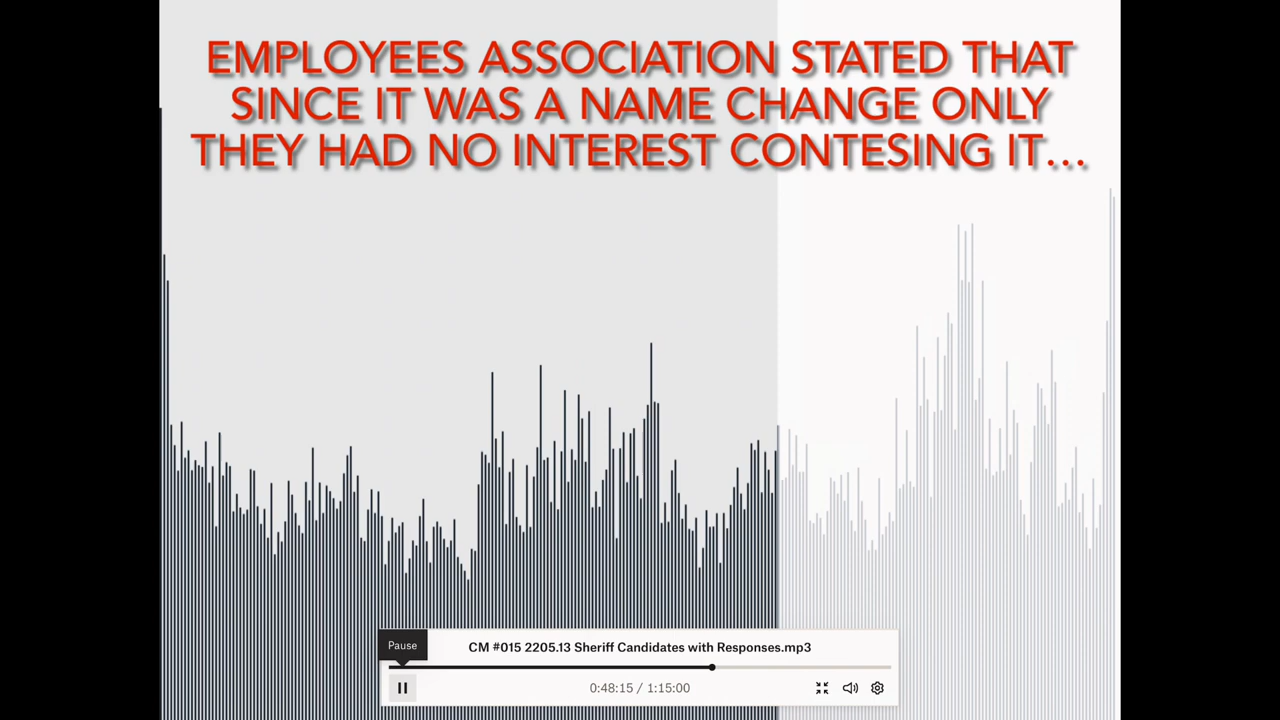 EMPLOYEES ASSOCIATION STATED THAT
SINCE IT WAS A NAME CHANGE ONLY
THEY HAD NO INTEREST CONTESING IT...
Pause
CM #015 2205.13 Sheriff Candidates with Responses.mp3
0:48:15 / 1:15:00